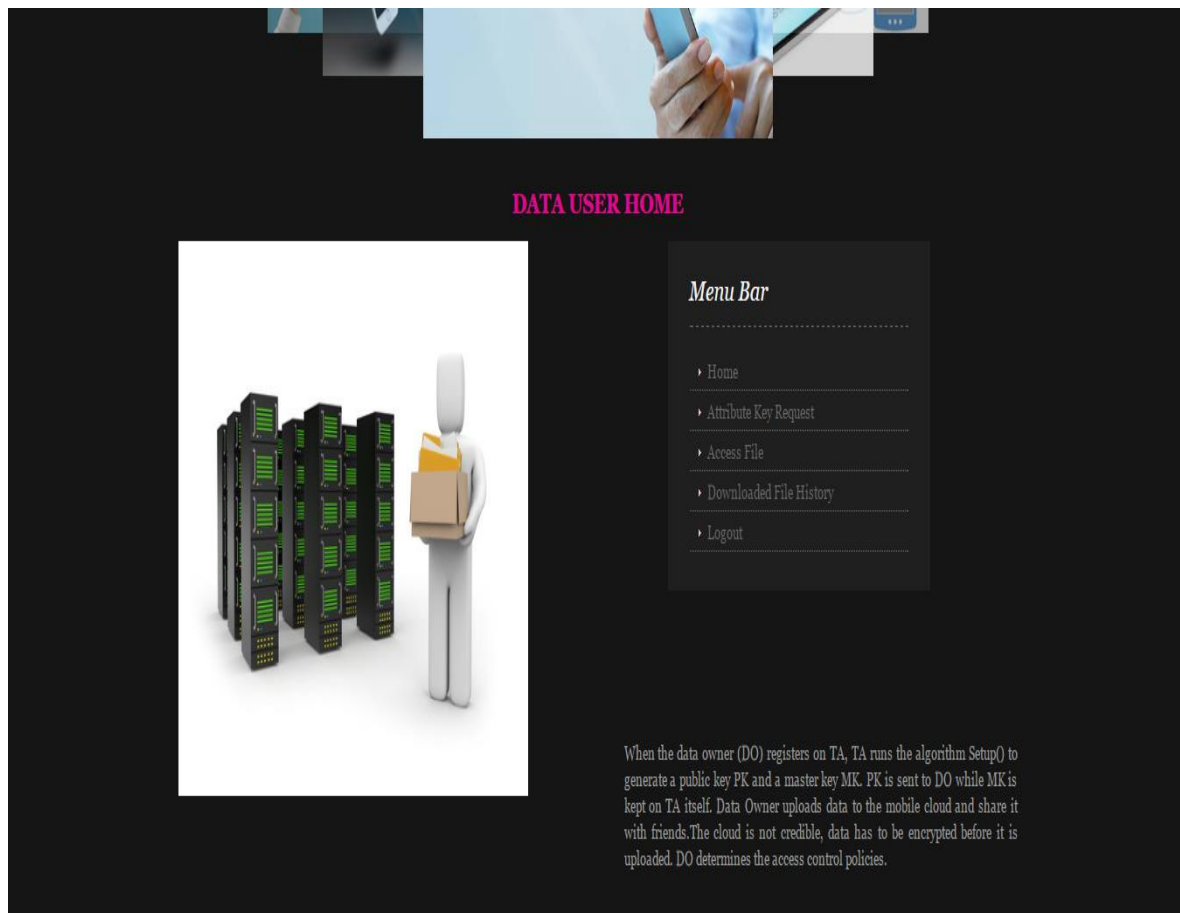 DATA USER HOME
Menu Bar
Home
Attribute Key Request
Access File
Downloaded File History
Logout
When the data owner (DO) registers on TA, TA runs the algorithm Setup() to
generate a public key PK and a master key MK. PK is sent to DO while MK is
kept on TA itself. Data Owner uploads data to the mobile cloud and share it
with friends.The cloud is not credible, data has to be encrypted before it is
uploaded. DO determines the access control policies.